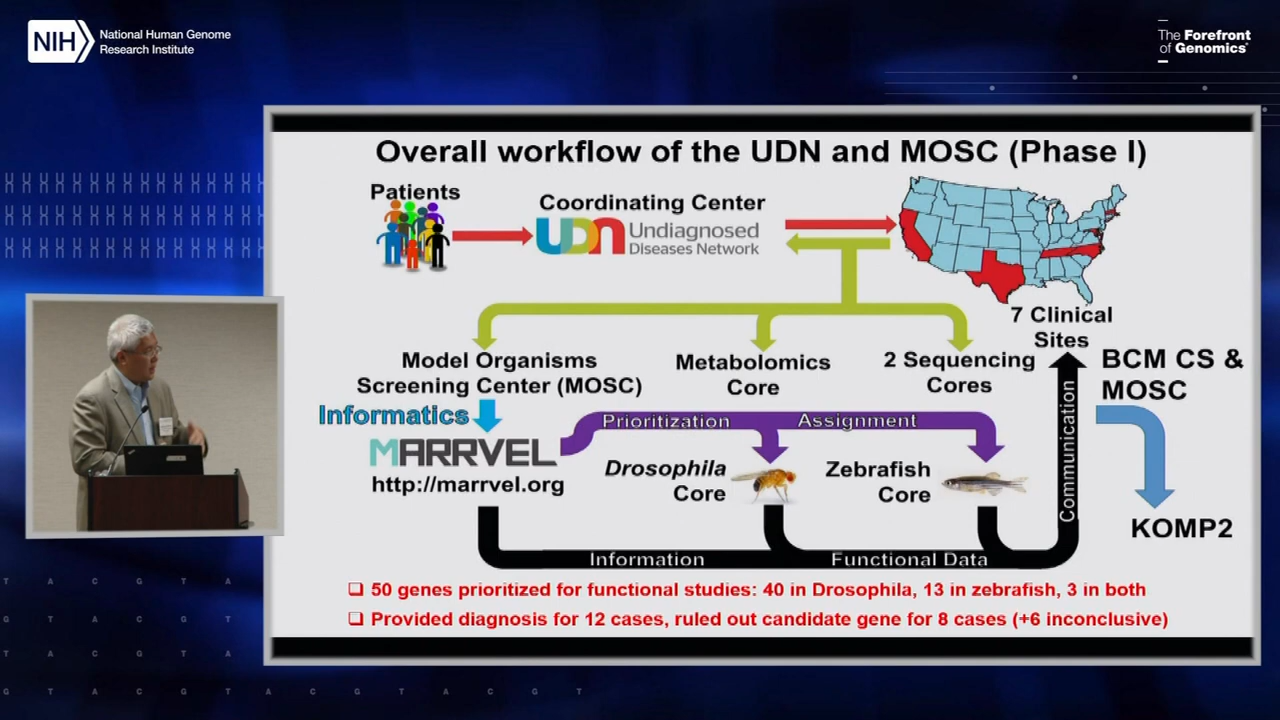 NIH
National Human Genome
Research Institute
The Forefront
of Genomics
Overall workflow of the UDN and MOSC (Phase I)
Patients
Coordinating Center
UDN Undiagnosed
Diseases Network
7 Clinical
Sites
Model Organisms
Screening Center (MOSC)
Metabolomics
Core
2 Sequencing
Cores
BCM CS &
MOSC
Informatics
MARRVEL
http://marrvel.org
Prioritization
Assignment
Drosophila
Core
Zebrafish
Core
Communication
KOMP2
Information
Functional Data
❑ 50 genes prioritized for functional studies: 40 in Drosophila, 13 in zebrafish, 3 in both
❑ Provided diagnosis for 12 cases, ruled out candidate gene for 8 cases (+6 inconclusive)
T A C G T A
G T A C G T
T A C G T A
G T A C G T A C G T A C G T